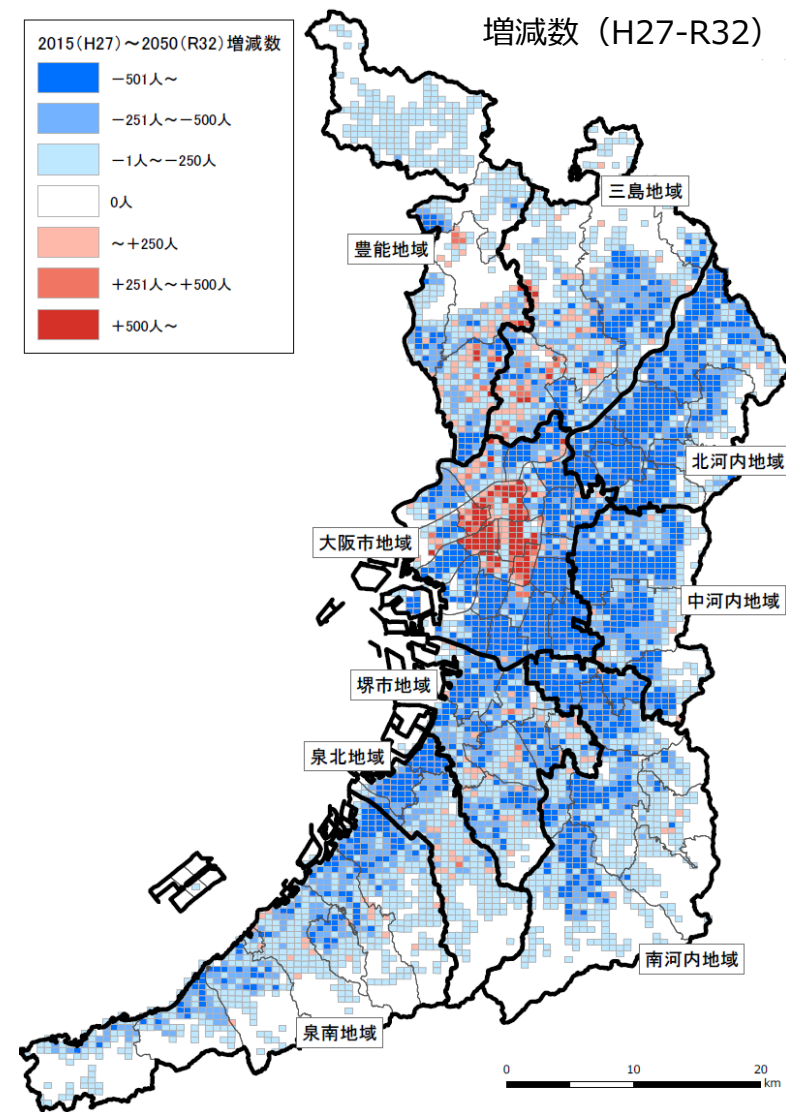 増減数（H27-R32）
2015(H27)～2050(R32)増減数
－501人～
－251人～－500人
－1人～－250人
0人
～＋250人
＋251人～＋500人
＋500人～
三島地域
豊能地域
北河内地域
大阪市地域
中河内地域
堺市地域
泉北地域
南河内地域
泉南地域
0 10 20
km